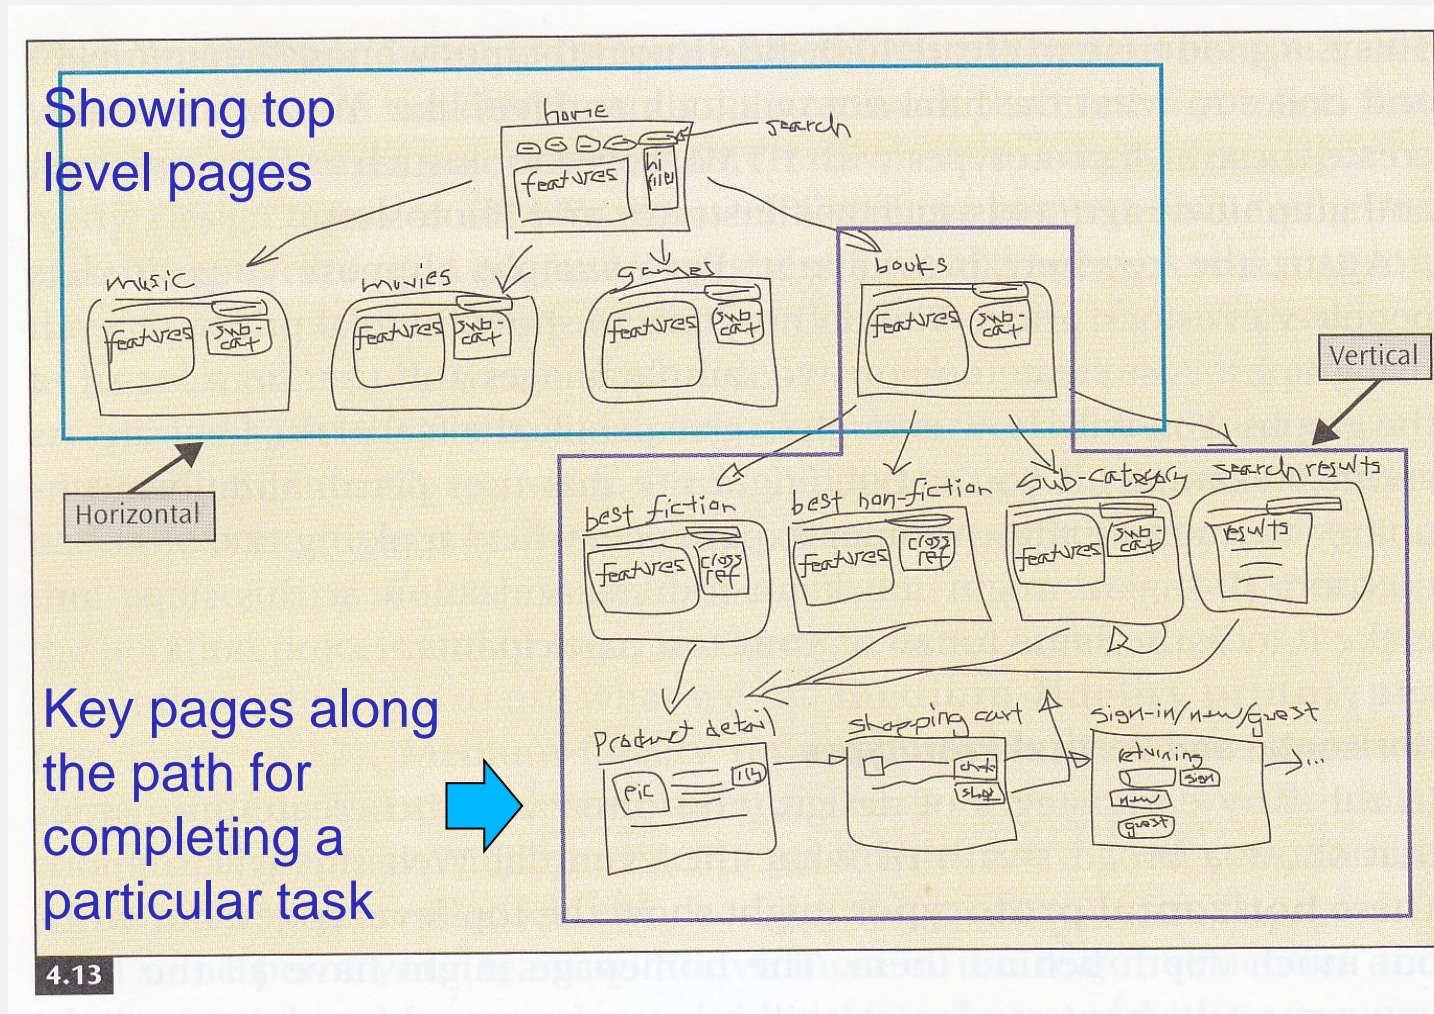 Showing top
level pages
home
search
features
hi
music
movies
games
books
features
sub-
cat
features
sub-
cat
features
sub-
cat
features
sub-
cat
Vertical
Horizontal
best fiction
best non-fiction
sub-category
search results
features
cross
ref
features
cross
ref
features
sub-
cat
results
Key pages along
the path for
completing a
particular task
Product detail
shopping cart
sign-in/new/guest
pic
shop
returning
sign
new
guest
...
4.13